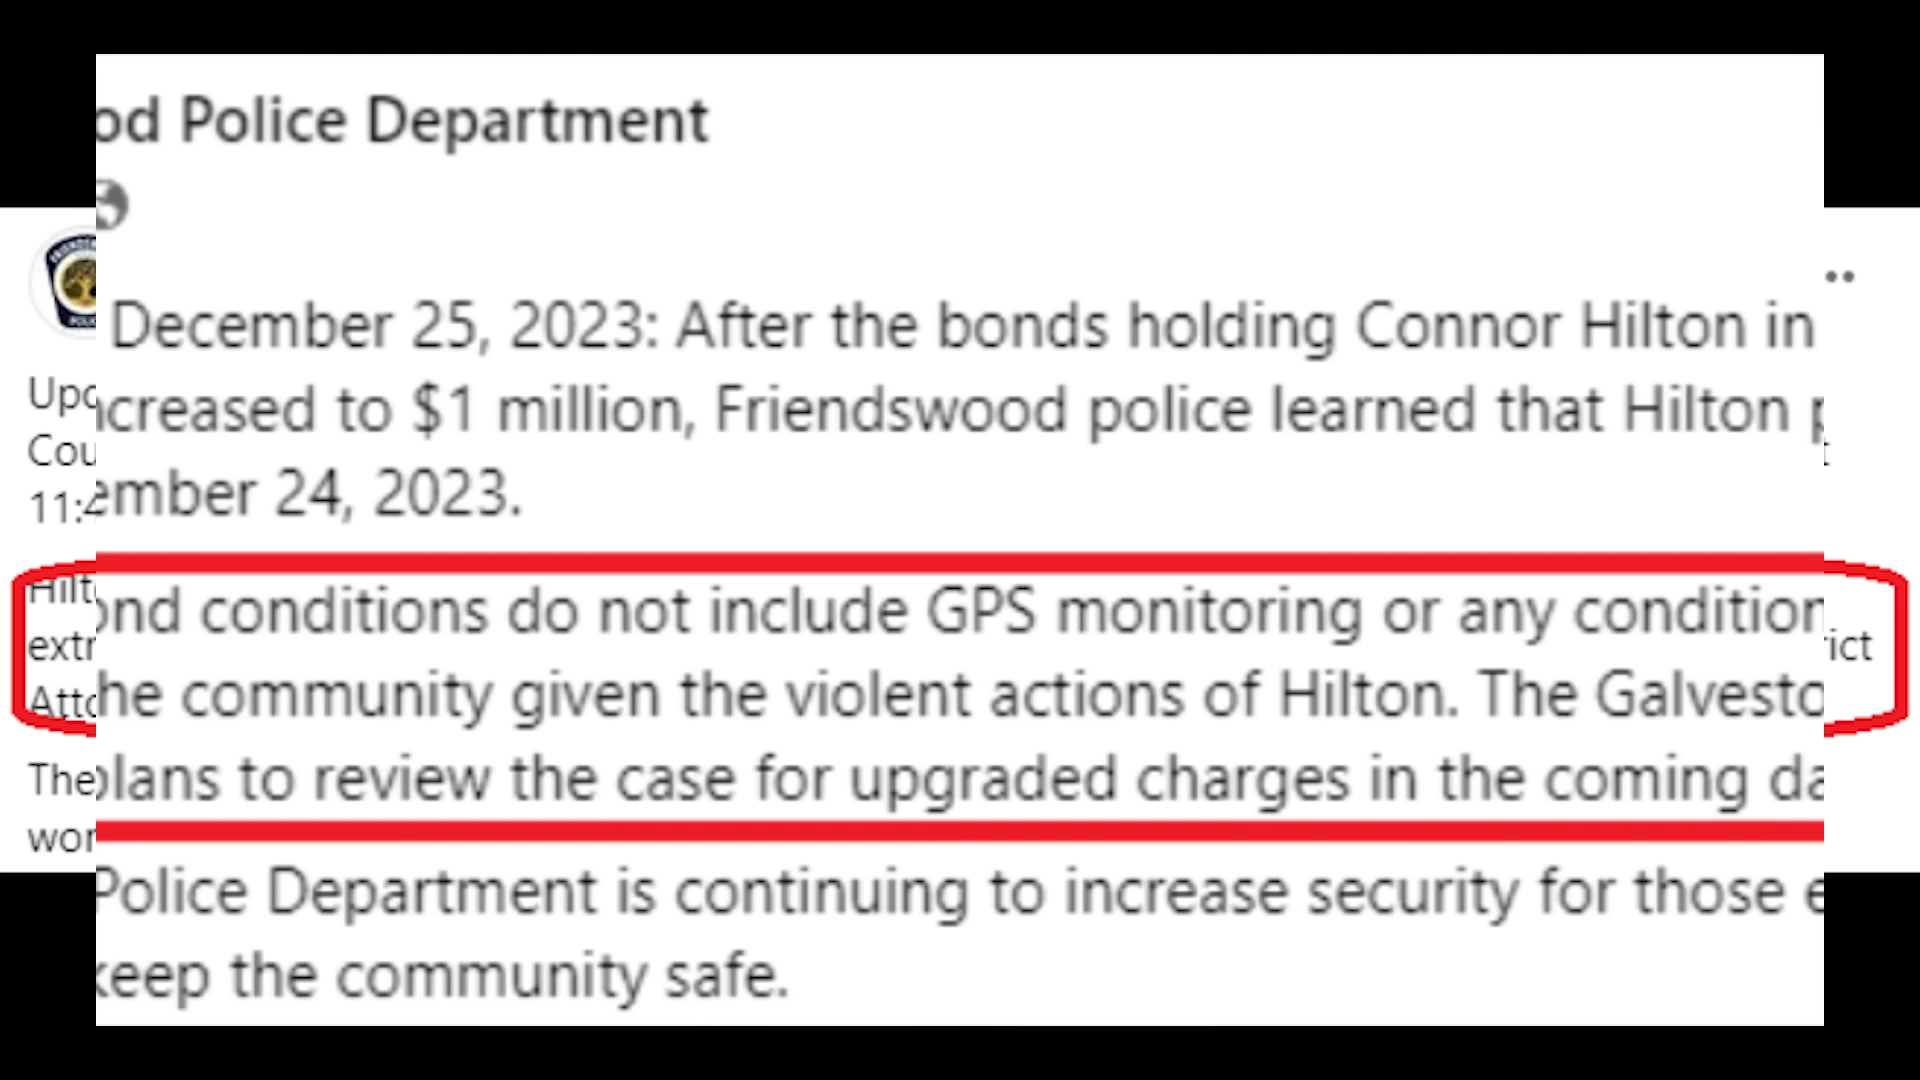 od Police Department
December 25, 2023: After the bonds holding Connor Hilton in
ncreased to $1 million, Friendswood police learned that Hilton p
ember 24, 2023.
ond conditions do not include GPS monitoring or any condition
he community given the violent actions of Hilton. The Galvesto
plans to review the case for upgraded charges in the coming da
Police Department is continuing to increase security for those e
keep the community safe.
Upd
Cou
11:4
Hilt
extr
rict
Atto
The
wor